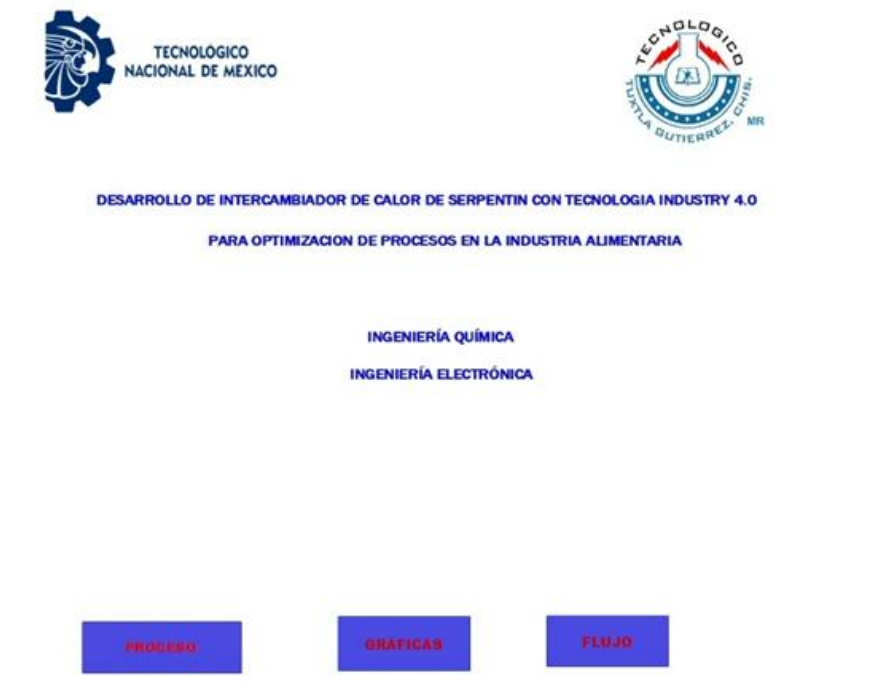 TECNOLÓGICO
NACIONAL DE MÉXICO
TECNOLOGICO
TUXTLA GUTIERREZ, CHIS.
MR
DESARROLLO DE INTERCAMBIADOR DE CALOR DE SERPENTIN CON TECNOLOGIA INDUSTRY 4.0
PARA OPTIMIZACION DE PROCESOS EN LA INDUSTRIA ALIMENTARIA
INGENIERÍA QUÍMICA
INGENIERÍA ELECTRÓNICA
PROCESO
GRÁFICAS
FLUJO